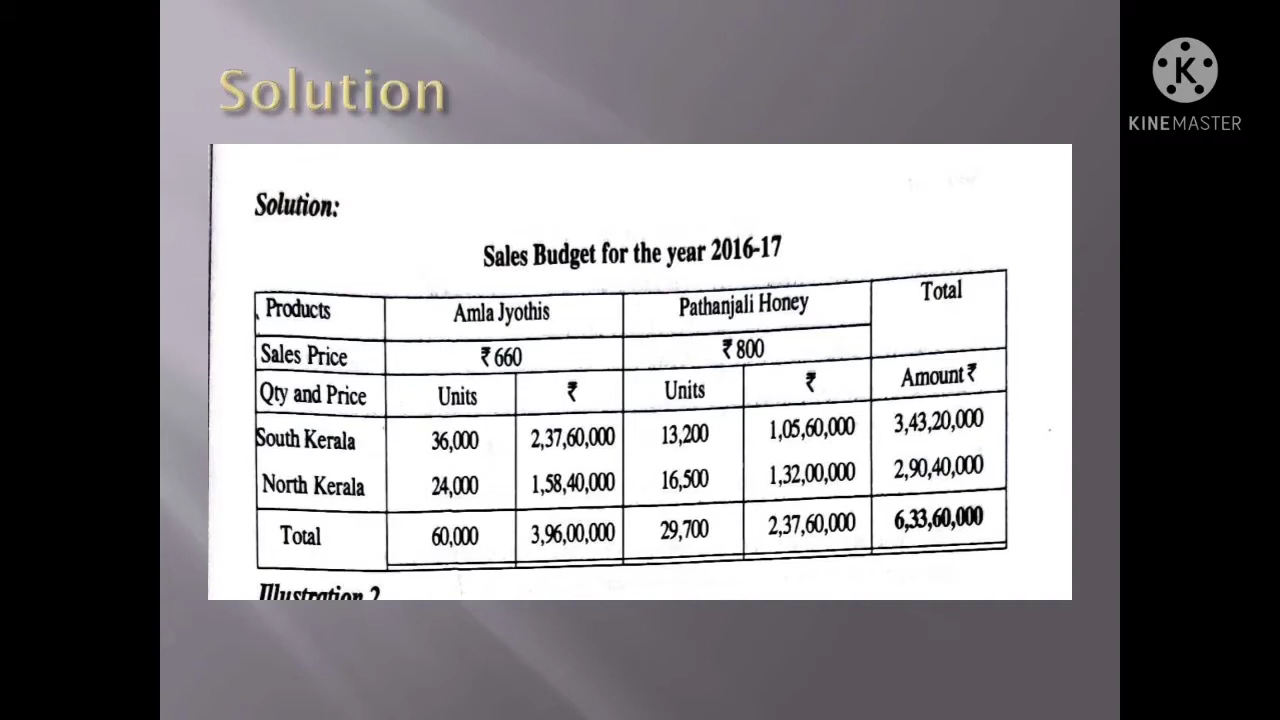 Solution
KINEMASTER
Solution:
Sales Budget for the year 2016-17
Products Amla Jyothis Pathanjali Honey Total
Sales Price ₹ 660 ₹ 800
Qty and Price Units ₹ Units ₹ Amount ₹
South Kerala 36,000 2,37,60,000 13,200 1,05,60,000 3,43,20,000
North Kerala 24,000 1,58,40,000 16,500 1,32,00,000 2,90,40,000
Total 60,000 3,96,00,000 29,700 2,37,60,000 6,33,60,000
Illustration 2